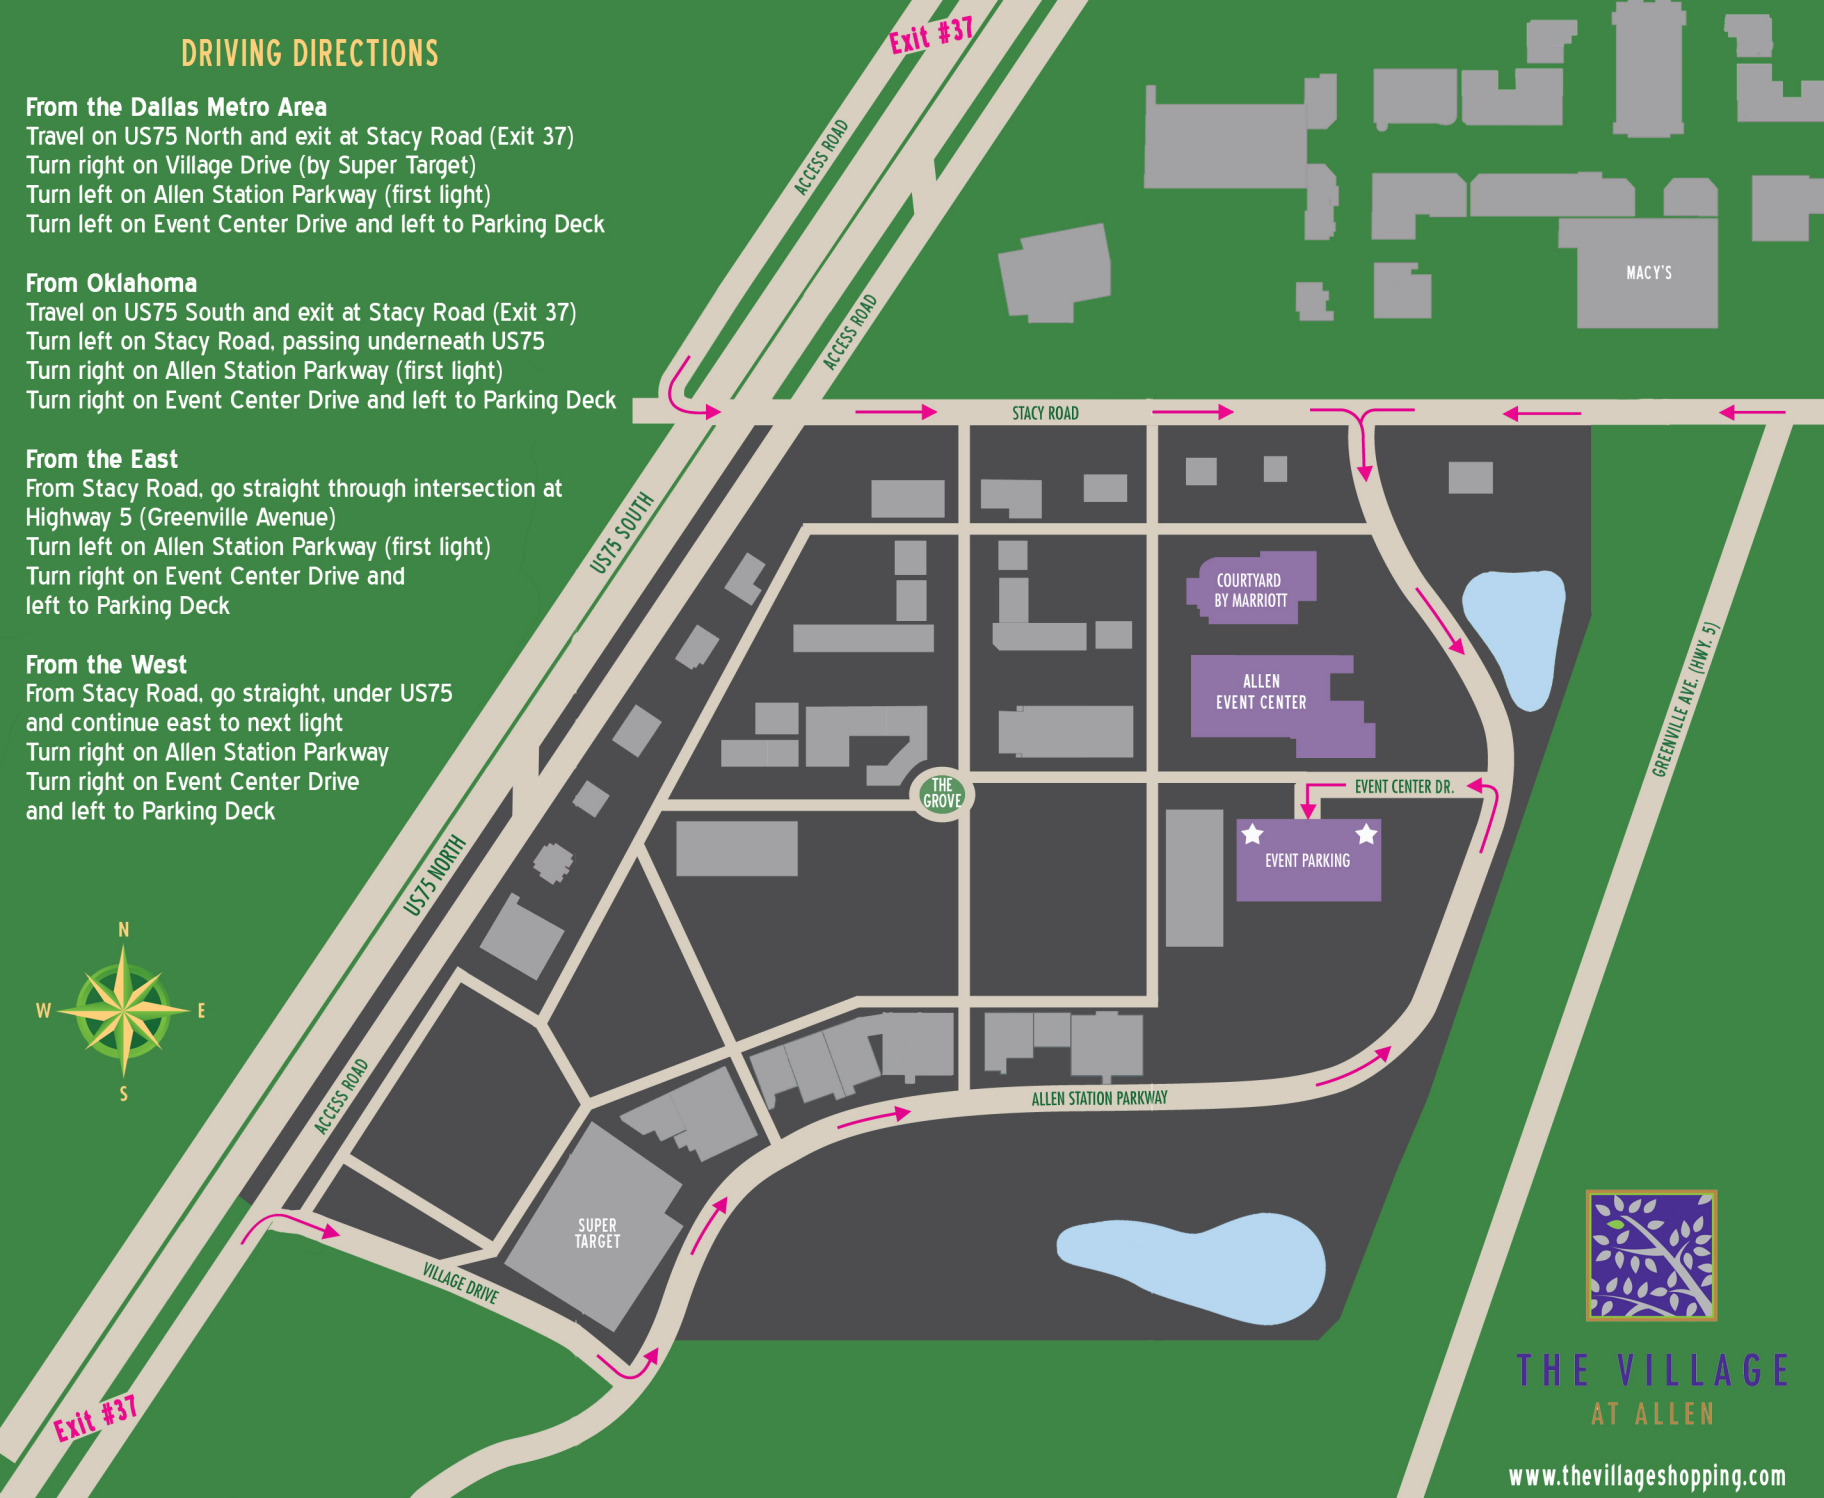 DRIVING DIRECTIONS
From the Dallas Metro Area
Travel on US75 North and exit at Stacy Road (Exit 37)
Turn right on Village Drive (by Super Target)
Turn left on Allen Station Parkway (first light)
Turn left on Event Center Drive and left to Parking Deck
From Oklahoma
Travel on US75 South and exit at Stacy Road (Exit 37)
Turn left on Stacy Road, passing underneath US75
Turn right on Allen Station Parkway (first light)
Turn right on Event Center Drive and left to Parking Deck
From the East
From Stacy Road, go straight through intersection at
Highway 5 (Greenville Avenue)
Turn left on Allen Station Parkway (first light)
Turn right on Event Center Drive and
left to Parking Deck
From the West
From Stacy Road, go straight, under US75
and continue east to next light
Turn right on Allen Station Parkway
Turn right on Event Center Drive
and left to Parking Deck
Exit #37
ACCESS ROAD
ACCESS ROAD
MACY'S
STACY ROAD
US75 SOUTH
COURTYARD
BY MARRIOTT
ALLEN
EVENT CENTER
GREENVILLE AVE. (HWY. 5)
THE
GROVE
EVENT CENTER DR.
EVENT PARKING
US75 NORTH
N
W
E
S
ACCESS ROAD
ALLEN STATION PARKWAY
SUPER
TARGET
VILLAGE DRIVE
Exit #37
THE VILLAGE
AT ALLEN
www.thevillageshopping.com